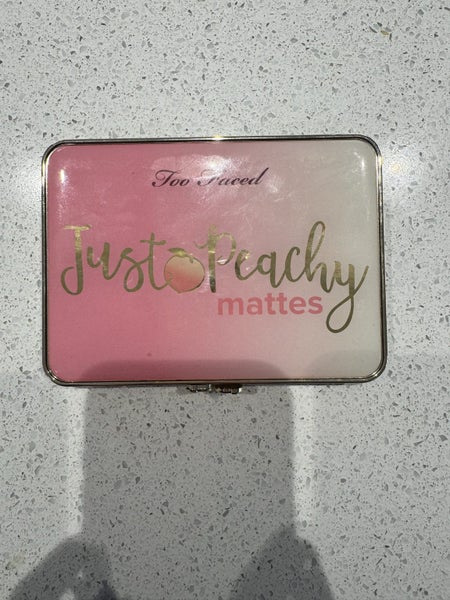 Too Faced
Just Peachy
mattes